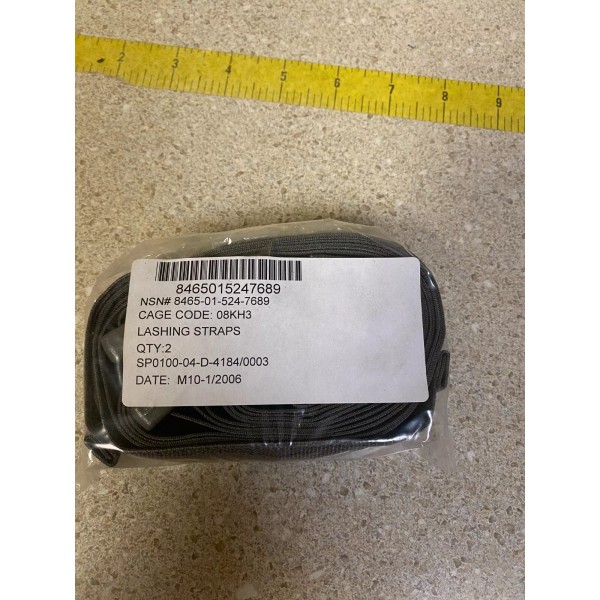 2 3 4 5 6 7 8 9
8465015247689
NSN# 8465-01-524-7689
CAGE CODE: 08KH3
LASHING STRAPS
QTY:2
SP0100-04-D-4184/0003
DATE: M10-1/2006